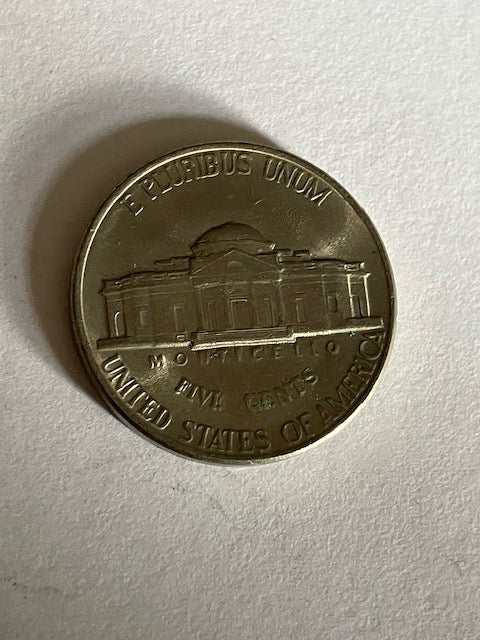 E PLURIBUS UNUM
MONTICELLO
FIVE CENTS
UNITED STATES OF AMERICA